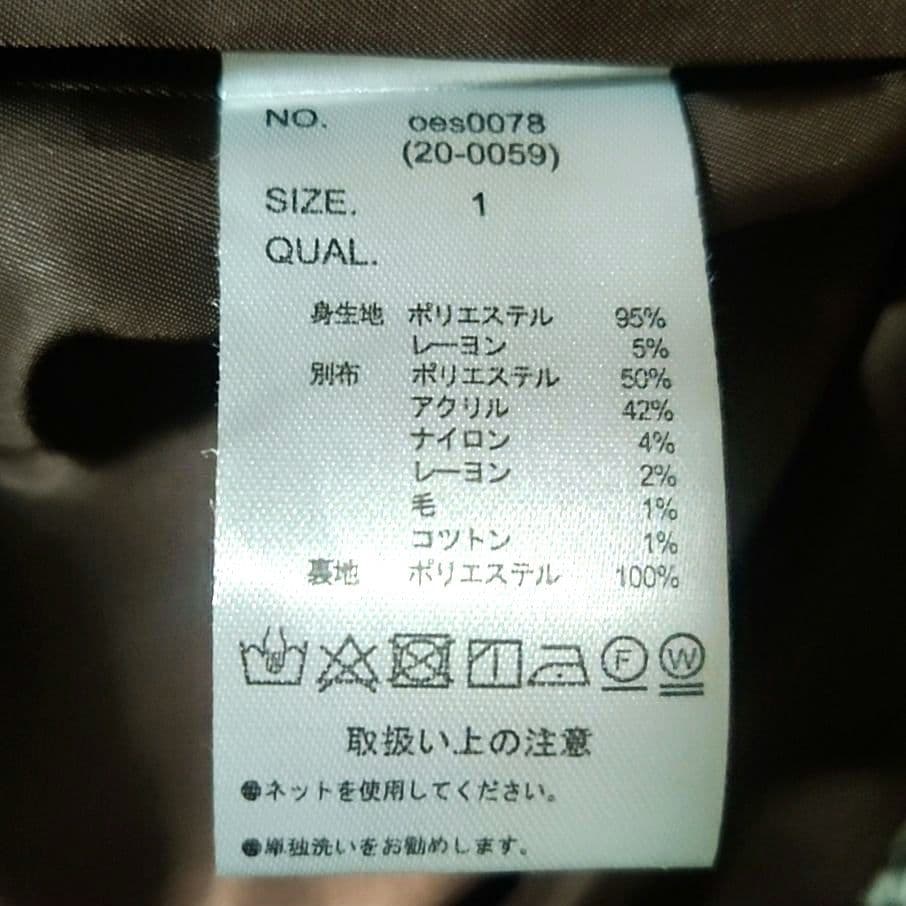 NO. oes0078
(20-0059)
SIZE. 1
QUAL.
身生地 ポリエステル 95%
レーヨン 5%
別布 ポリエステル 50%
アクリル 42%
ナイロン 4%
レーヨン 2%
毛 1%
コットン 1%
裏地 ポリエステル 100%
F W
取扱い上の注意
●ネットを使用してください。
●単独洗いをお勧めします。